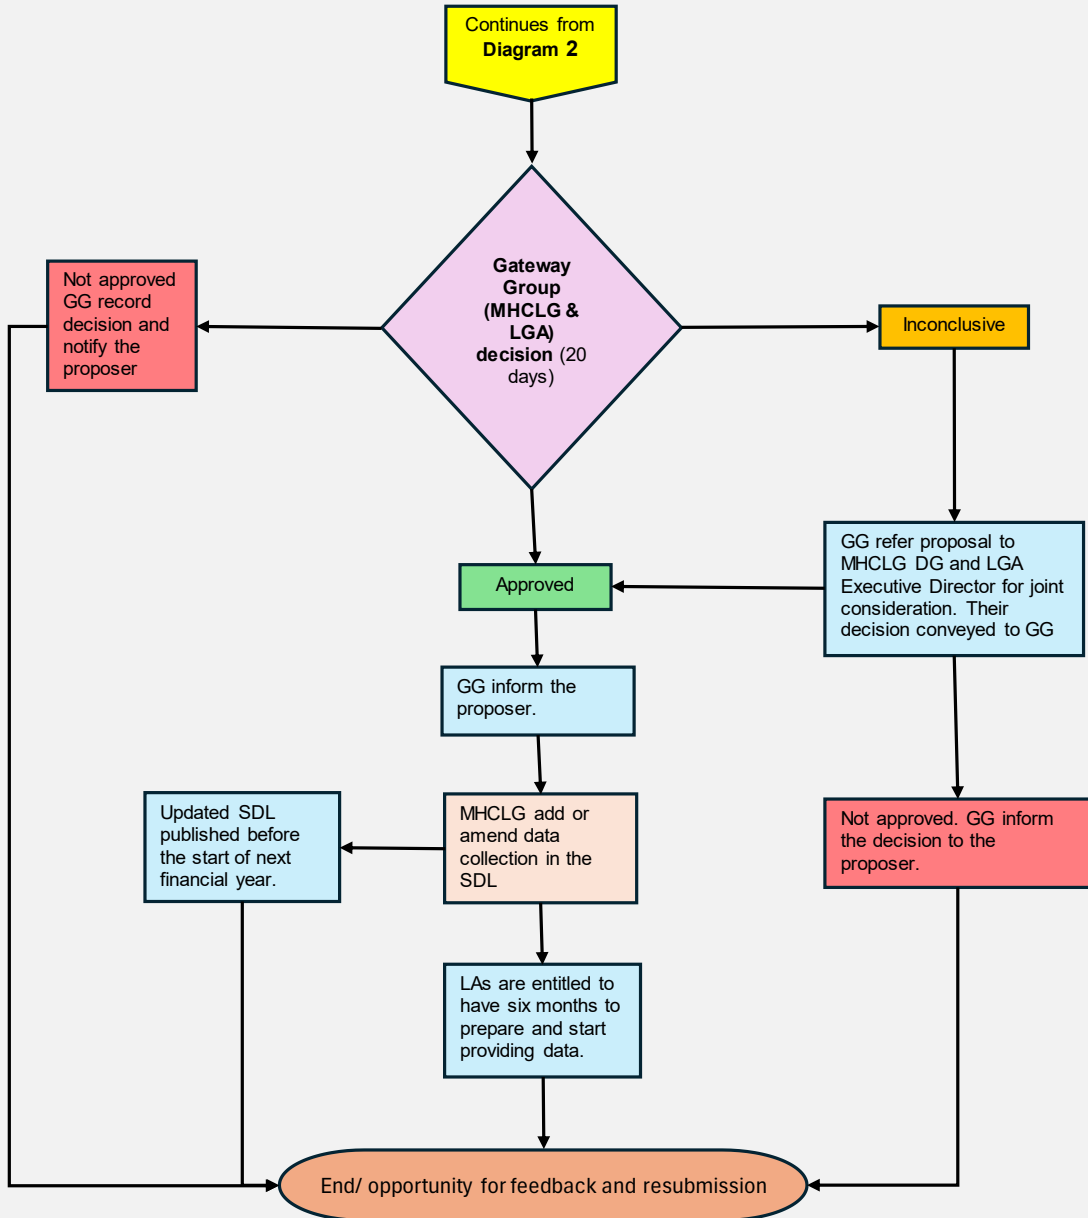 Continues from
Diagram 2
Gateway
Group
(MHCLG &
LGA)
decision (20
days)
Not approved
GG record
decision and
notify the
proposer
Inconclusive
GG refer proposal to
MHCLG DG and LGA
Executive Director for joint
consideration. Their
decision conveyed to GG
Approved
GG inform the
proposer.
Updated SDL
published before
the start of next
financial year.
MHCLG add or
amend data
collection in the
SDL
Not approved. GG inform
the decision to the
proposer.
LAs are entitled to
have six months to
prepare and start
providing data.
End/ opportunity for feedback and resubmission